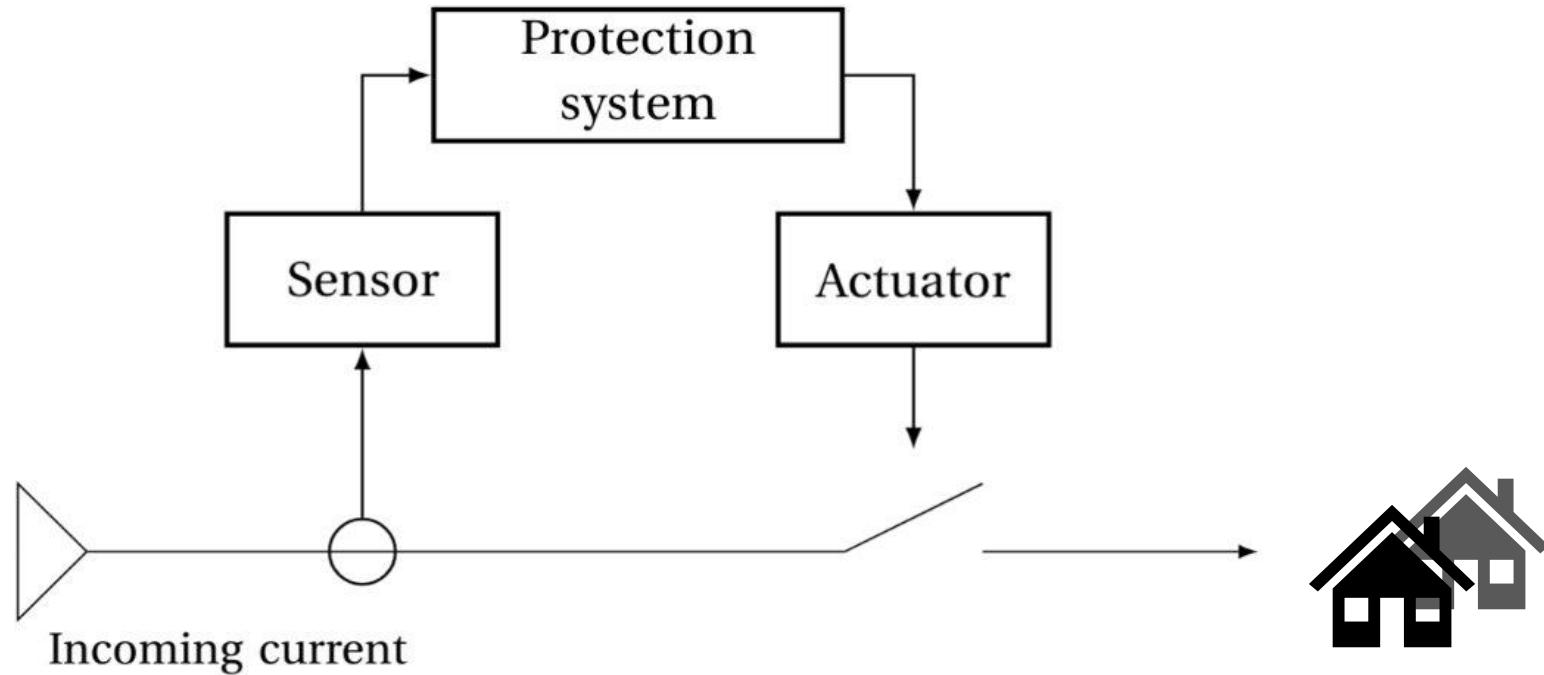 Protection
system
Sensor
Actuator
Incoming current